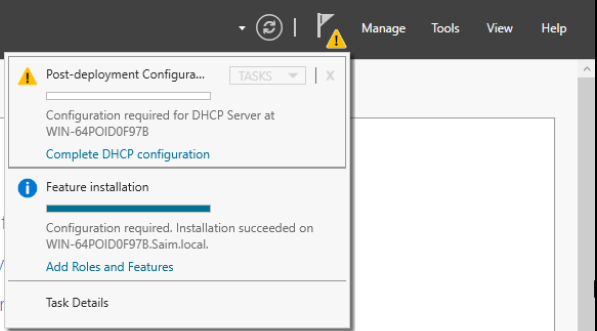 Manage Tools View Help
Post-deployment Configura... TASKS X
Configuration required for DHCP Server at
WIN-64POID0F97B
Complete DHCP configuration
Feature installation
Configuration required. Installation succeeded on
WIN-64POID0F97B.Saim.local.
Add Roles and Features
Task Details